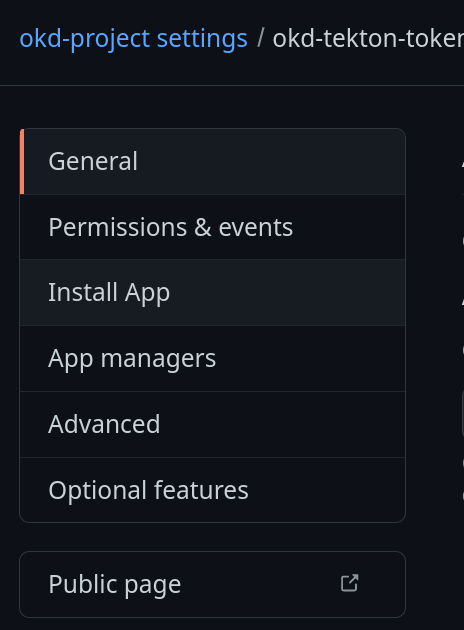 okd-project settings / okd-tekton-token
General
Permissions & events
Install App
App managers
Advanced
Optional features
Public page